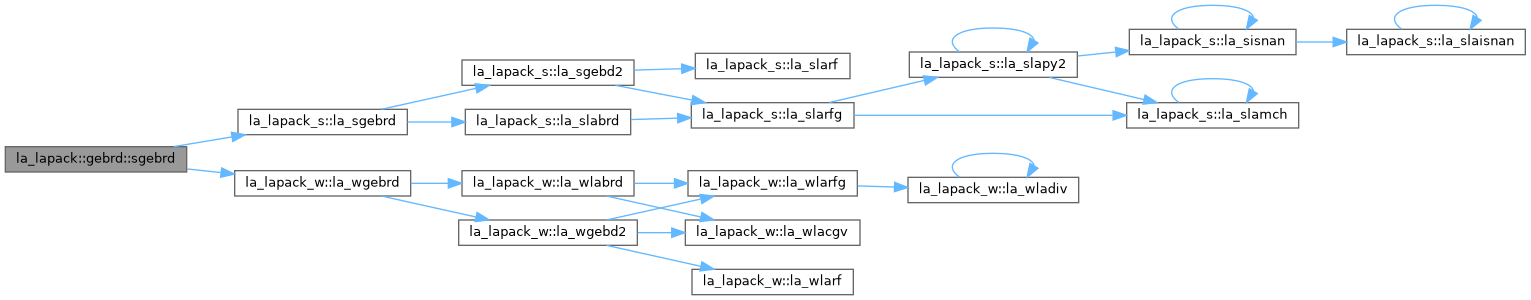 la_lapack::gebrd::sgebrd
la_lapack_s::la_sgebrd
la_lapack_s::la_sgebd2
la_lapack_s::la_slarf
la_lapack_s::la_slarfg
la_lapack_s::la_slapy2
la_lapack_s::la_sisnan
la_lapack_s::la_slaisnan
la_lapack_s::la_slamch
la_lapack_s::la_slabrd
la_lapack_w::la_wgebrd
la_lapack_w::la_wlabrd
la_lapack_w::la_wlarfg
la_lapack_w::la_wladiv
la_lapack_w::la_wgebd2
la_lapack_w::la_wlacgv
la_lapack_w::la_wlarf